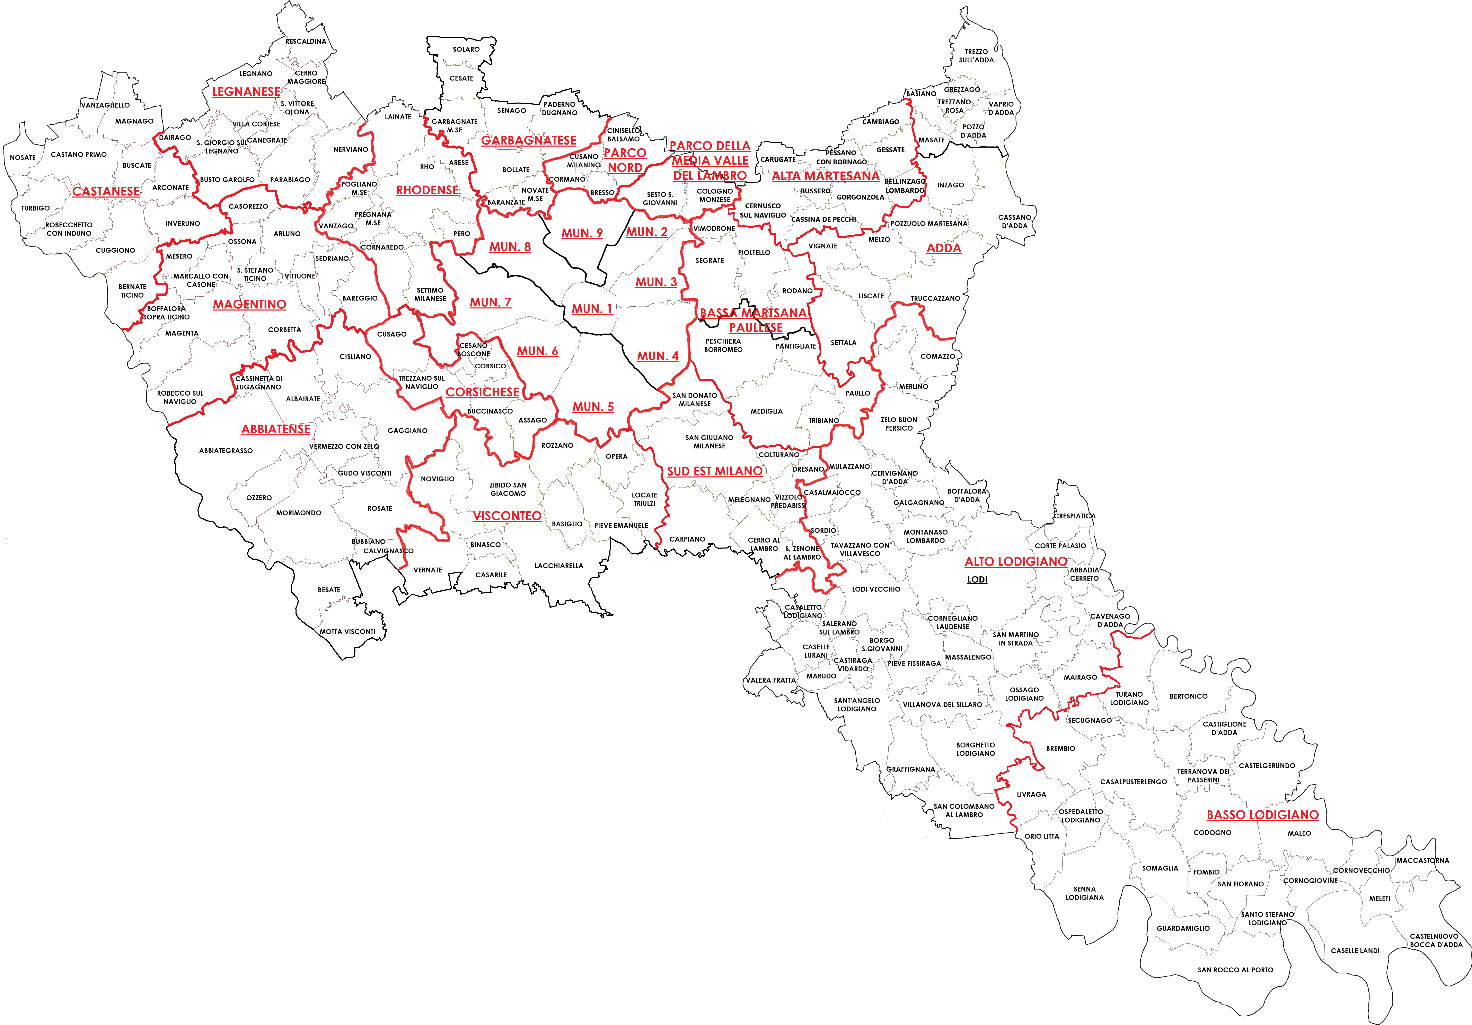 RESCALDINA
LEGNANO
CERRO
MAGGIORE
LEGNANESE
S. VITTORE
OLONA
VANZAGHELLO
MAGNAGO
DAIRAGO
VILLA CORTESE
S. GIORGIO SUL
LEGNANO
CANEGRATE
NERVIANO
NOSATE
CASTANO PRIMO
BUSCATE
BUSTO GAROLFO
PARABIAGO
CASTANESE
ARCONATE
TURBIGO
ROBECCHETTO
CON INDUNO
INVERUNO
CUGGIONO
CASOREZZO
SOLARO
CESATE
LAINATE
GARBAGNATE
M.SE
SENAGO
PADERNO
DUGNANO
GARBAGNATESE
RHO
ARESE
BOLLATE
POGLIANO
M.SE
RHODENSE
BARANZATE
NOVATE
M.SE
PREGNANA
M.SE
VANZAGO
PERO
CORNAREDO
SETTIMO
MILANESE
CINISELLO
BALSAMO
CUSANO
MILANINO
PARCO
NORD
CORMANO
BRESSO
PARCO DELLA
MEDIA VALLE
DEL LAMBRO
SESTO S.
GIOVANNI
COLOGNO
MONZESE
TREZZO
SULL'ADDA
BASIANO
GREZZAGO
TREZZANO
ROSA
VAPRIO
D'ADDA
CAMBIAGO
POZZO
D'ADDA
MASATE
GESSATE
PESSANO
CON BORNAGO
CARUGATE
ALTA MARTESANA
BELLINZAGO
LOMBARDO
BUSSERO
GORGONZOLA
INZAGO
CERNUSCO
SUL NAVIGLIO
CASSINA DE PECCHI
POZZUOLO MARTESANA
CASSANO
D'ADDA
VIGNATE
MELZO
ADDA
LISCATE
TRUCCAZZANO
SETTALA
COMAZZO
MERLINO
MUN. 9
MUN. 2
MUN. 8
MUN. 3
MUN. 7
MUN. 1
MUN. 6
MUN. 4
MUN. 5
VIMODRONE
SEGRATE
PIOLTELLO
RODANO
BASSA MARTSANA
PAULLESE
PESCHIERA
BORROMEO
PANTIGLIATE
MEDIGLIA
TRIBIANO
PAULLO
ZELO BUON
PERSICO
OSSONA
ARLUNO
MESERO
MARCALLO CON
CASONE
S. STEFANO
TICINO
VITTUONE
SEDRIANO
BERNATE
TICINO
BOFFALORA
SOPRA TICINO
MAGENTINO
BAREGGIO
MAGENTA
CORBETTA
ROBECCO SUL
NAVIGLIO
CASSINETTA DI
LUGAGNANO
CISLIANO
ALBAIRATE
ABBIATENSE
GAGGIANO
ABBIATEGRASSO
VERMEZZO CON ZELO
GUDO VISCONTI
OZZERO
MORIMONDO
ROSATE
BUBBIANO
CALVIGNASCO
BESATE
MOTTA VISCONTI
CUSAGO
CESANO
BOSCONE
CORSICO
TREZZANO SUL
NAVIGLIO
CORSICHESE
BUCCINASCO
ASSAGO
ROZZANO
OPERA
NOVIGLIO
ZIBIDO SAN
GIACOMO
LOCATE
TRIULZI
VISCONTEO
BASIGLIO
PIEVE EMANUELE
BINASCO
VERNATE
CASARILE
LACCHIARELLA
SAN DONATO
MILANESE
SAN GIULIANO
MILANESE
COLTURANO
SUD EST MILANO
DRESANO
MELEGNANO
VIZZOLO
PREDABISS
CARPIANO
CERRO AL
LAMBRO
S. ZENONE
AL LAMBRO
MULAZZANO
CERVIGNANO
D'ADDA
CASALMAIOCCO
GALGAGNANO
BOFFALORA
D'ADDA
SORDIO
MONTANASO
LOMBARDO
TAVAZZANO CON
VILLAVESCO
CRESPIATICA
CORTE PALASIO
ALTO LODIGIANO
LODI
ABBADIA
CERRETO
LODI VECCHIO
CASALETTO
LODIGIANO
SALERANO
SUL LAMBRO
CORNEGLIANO
LAUDENSE
CAVENAGO
D'ADDA
SAN MARTINO
IN STRADA
BORGO
S.GIOVANNI
CASELLE
LURANI
CASTIRAGA
VIDARDO
PIEVE FISSIRAGA
MASSALENGO
MARUDO
VALERA FRATTA
MAIRAGO
SANT'ANGELO
LODIGIANO
VILLANOVA DEL SILLARO
OSSAGO
LODIGIANO
BORGHETTO
LODIGIANO
GRAFFIGNANA
SAN COLOMBANO
AL LAMBRO
TURANO
LODIGIANO
BERTONICO
SECUGNAGO
CASTIGLIONE
D'ADDA
BREMBIO
TERRANOVA DEI
PASSERINI
CASTELGERUNDO
CASALPUSTERLENGO
LIVRAGA
OSPEDALETTO
LODIGIANO
BASSO LODIGIANO
CODOGNO
MALEO
ORIO LITTA
MACCASTORNA
SOMAGLIA
FOMBIO
CORNOVECCHIO
SAN FIORANO
CORNOGIOVINE
SENNA
LODIGIANA
MELETI
SANTO STEFANO
LODIGIANO
GUARDAMIGLIO
CASELLE LANDI
CASTELNUOVO
BOCCA D'ADDA
SAN ROCCO AL PORTO